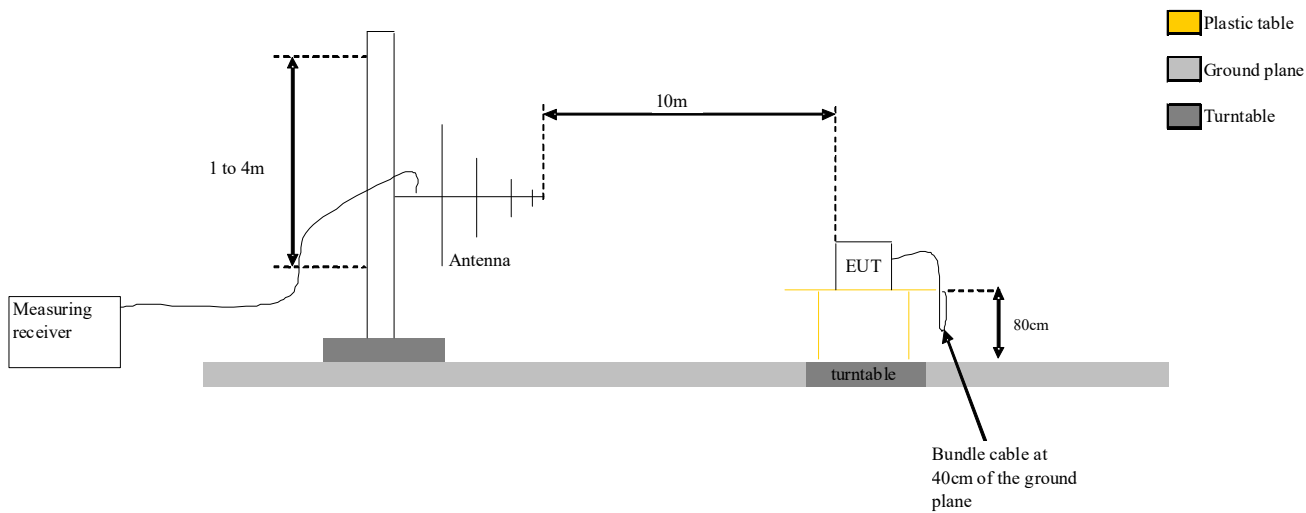 Plastic table
Ground plane
Turntable
10m
1 to 4m
Antenna
EUT
Measuring
receiver
80cm
turntable
Bundle cable at
40cm of the ground
plane